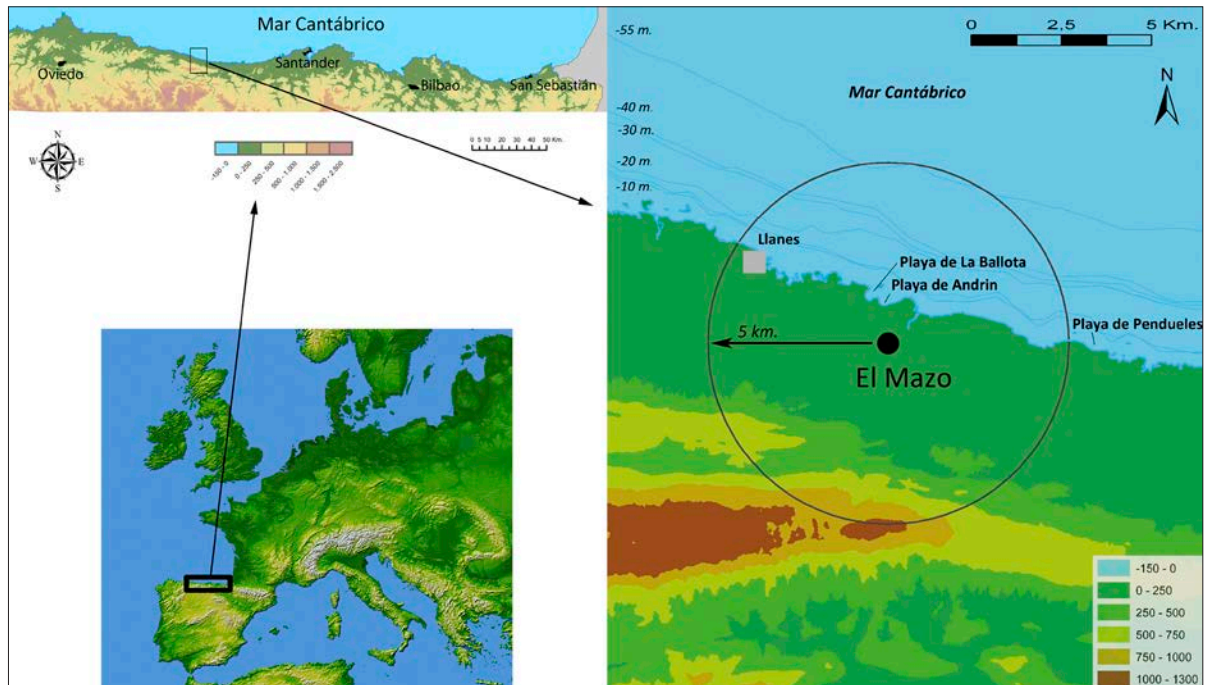 Mar Cantábrico
Oviedo
Santander
Bilbao
San Sebastián
N
W
E
S
0 5 10 20 30 40 50 Km.
-150 - 0
0 - 250
250 - 500
500 - 1.000
1.000 - 1.500
1.500 - 2.500
0 2,5 5 Km.
-55 m.
N
Mar Cantábrico
-40 m.
-30 m.
-20 m.
-10 m.
Llanes
Playa de La Ballota
Playa de Andrin
Playa de Pendueles
5 km.
El Mazo
-150 - 0
0 - 250
250 - 500
500 - 750
750 - 1000
1000 - 1300